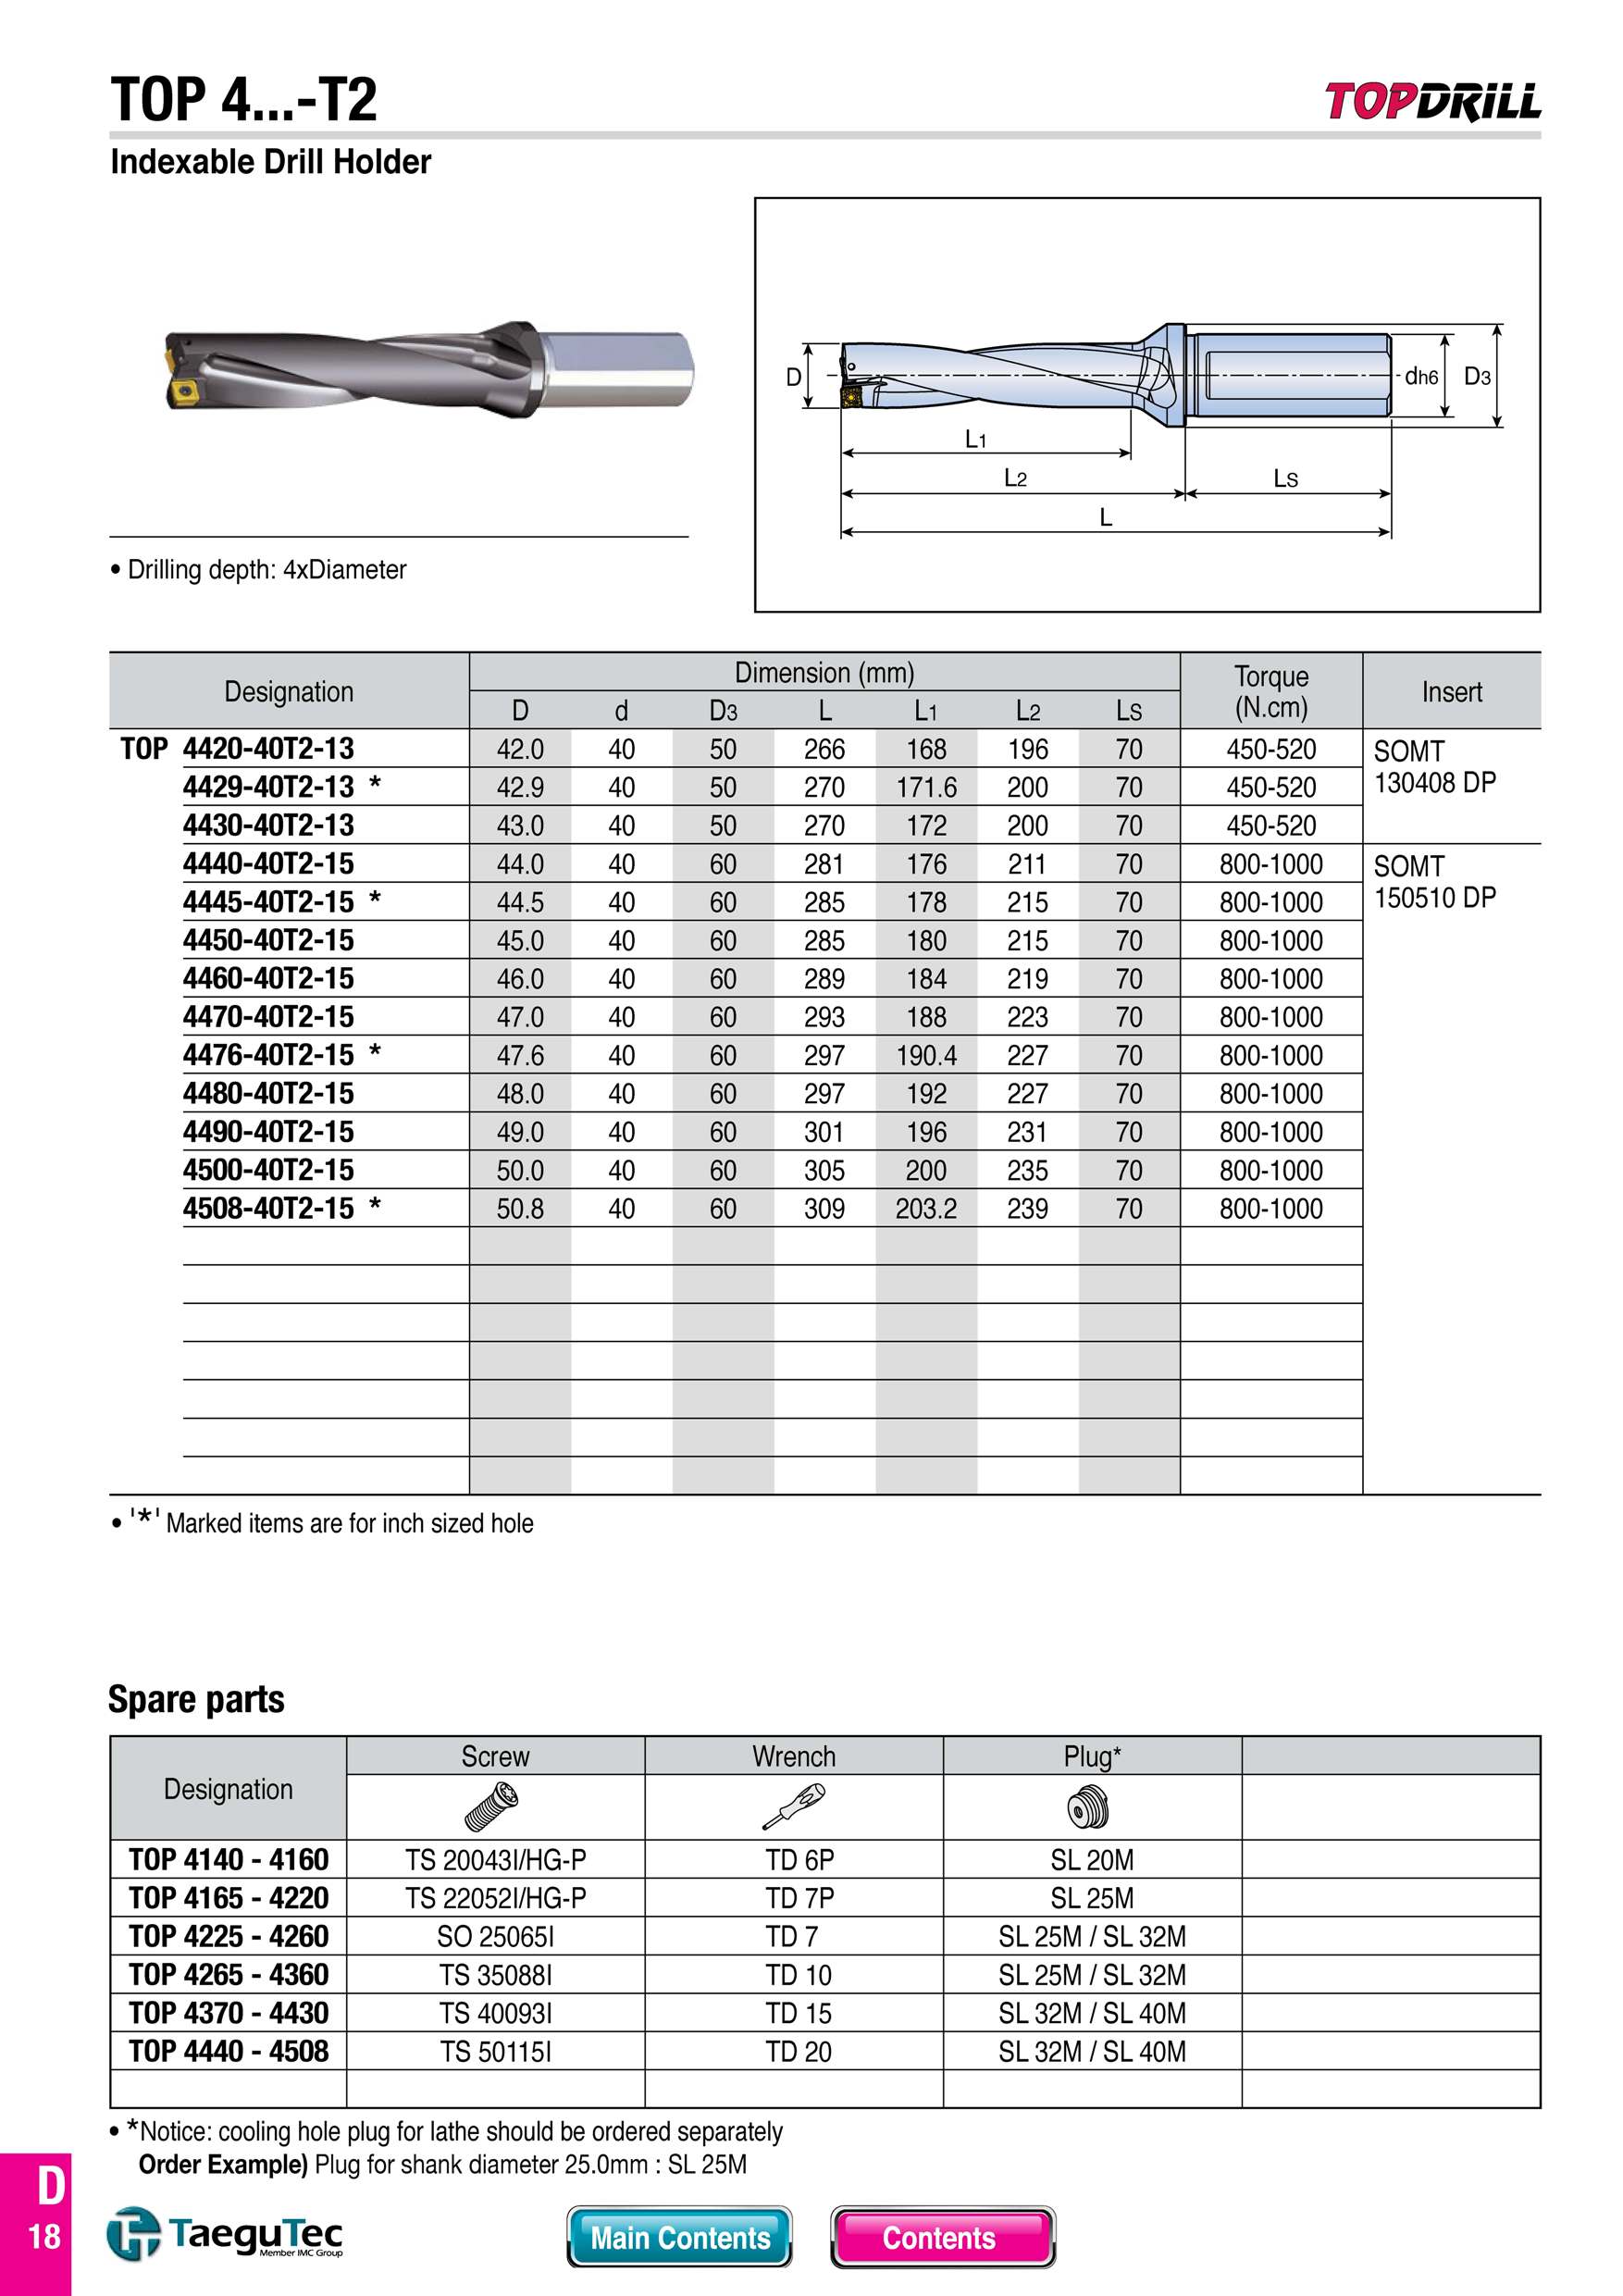 TOP 4...-T2
TOPDRILL
Indexable Drill Holder
D
dh6
D3
L1
L2
LS
L
• Drilling depth: 4xDiameter
Designation Dimension (mm) Torque (N.cm) Insert
D d D3 L L1 L2 LS
TOP 4420-40T2-13 42.0 40 50 266 168 196 70 450-520 SOMT
4429-40T2-13 * 42.9 40 50 270 171.6 200 70 450-520 130408 DP
4430-40T2-13 43.0 40 50 270 172 200 70 450-520
4440-40T2-15 44.0 40 60 281 176 211 70 800-1000 SOMT
4445-40T2-15 * 44.5 40 60 285 178 215 70 800-1000 150510 DP
4450-40T2-15 45.0 40 60 285 180 215 70 800-1000
4460-40T2-15 46.0 40 60 289 184 219 70 800-1000
4470-40T2-15 47.0 40 60 293 188 223 70 800-1000
4476-40T2-15 * 47.6 40 60 297 190.4 227 70 800-1000
4480-40T2-15 48.0 40 60 297 192 227 70 800-1000
4490-40T2-15 49.0 40 60 301 196 231 70 800-1000
4500-40T2-15 50.0 40 60 305 200 235 70 800-1000
4508-40T2-15 * 50.8 40 60 309 203.2 239 70 800-1000
• '*' Marked items are for inch sized hole
Spare parts
Designation Screw Wrench Plug*
TOP 4140 - 4160 TS 20043I/HG-P TD 6P SL 20M
TOP 4165 - 4220 TS 22052I/HG-P TD 7P SL 25M
TOP 4225 - 4260 SO 25065I TD 7 SL 25M / SL 32M
TOP 4265 - 4360 TS 35088I TD 10 SL 25M / SL 32M
TOP 4370 - 4430 TS 40093I TD 15 SL 32M / SL 40M
TOP 4440 - 4508 TS 50115I TD 20 SL 32M / SL 40M
• *Notice: cooling hole plug for lathe should be ordered separately
Order Example) Plug for shank diameter 25.0mm : SL 25M
D
18
TaeguTec
Member IMC Group
Main Contents
Contents